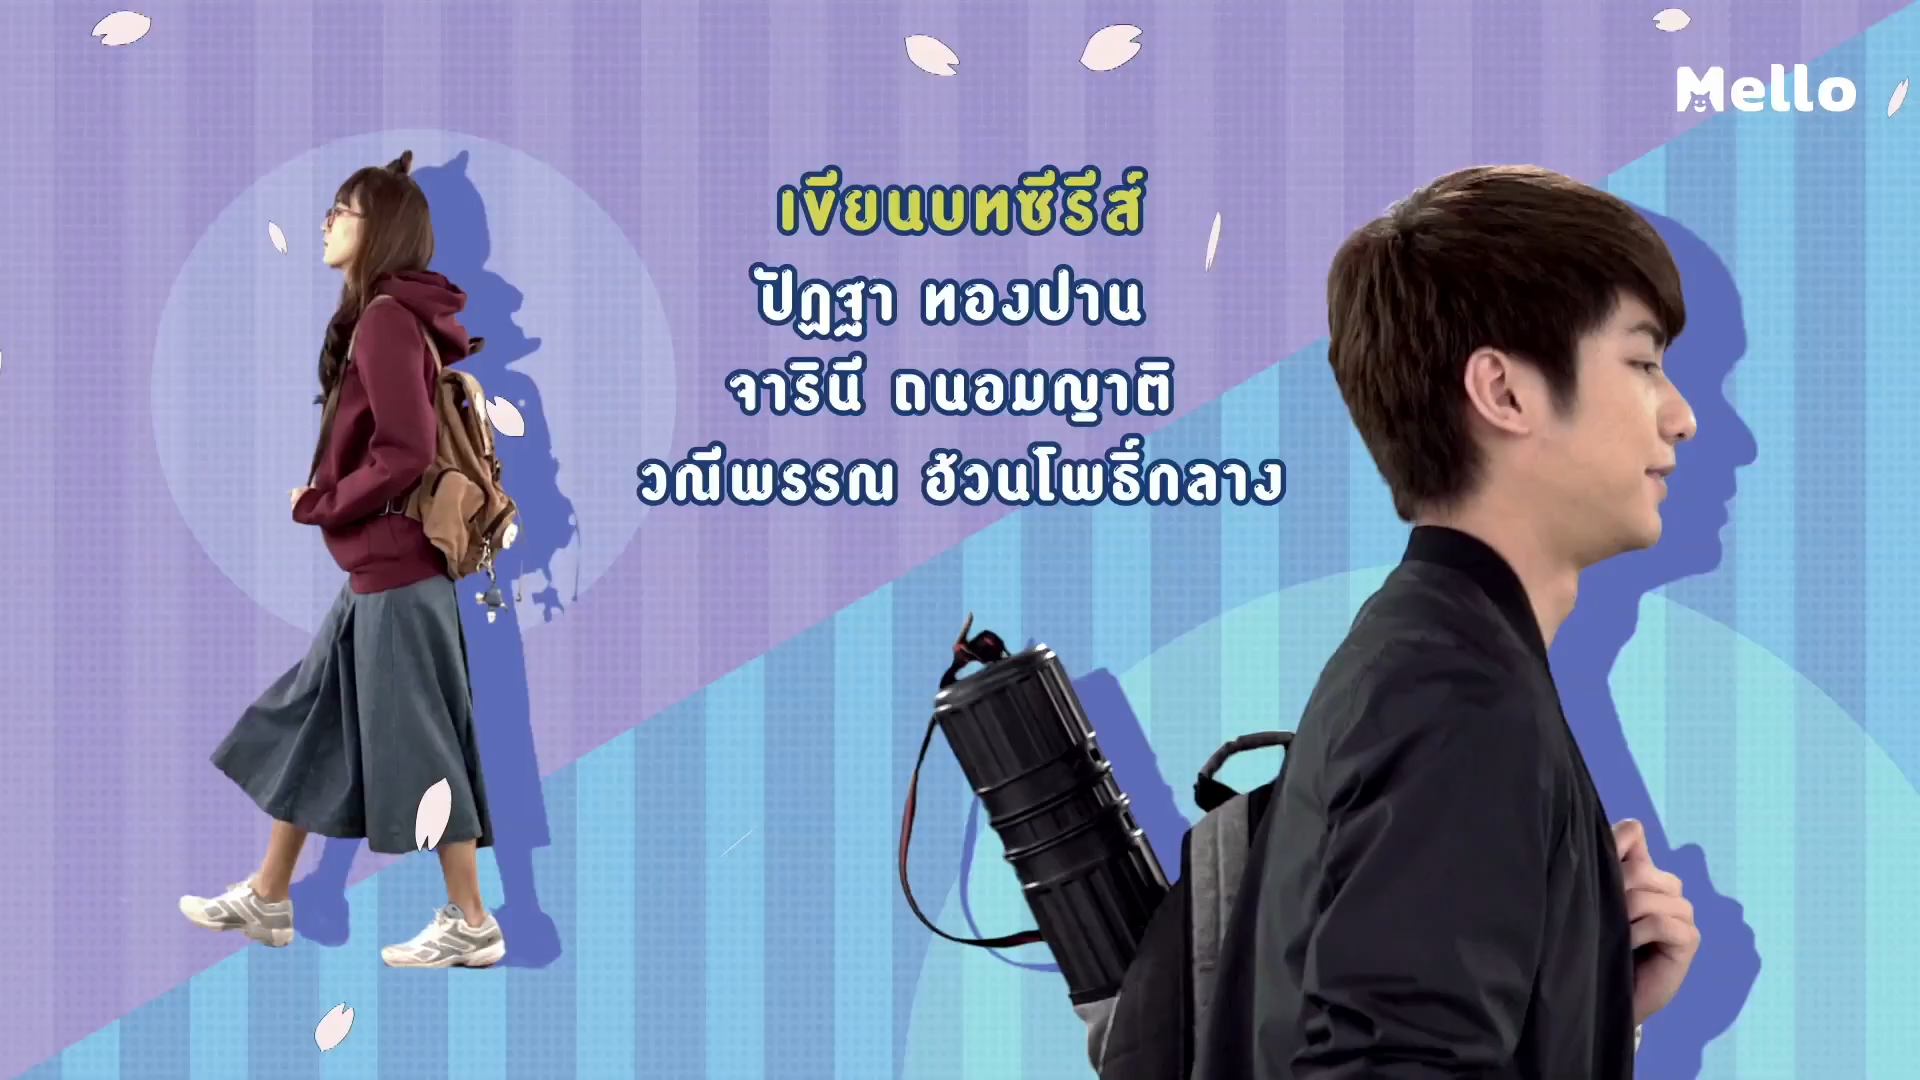 Mello
เขียนบทซีรีส์
ปัฏฐา ทองปาน
จารินี ถนอมญาติ
วณีพรรณ ฮ้วนโพธิ์กลาง